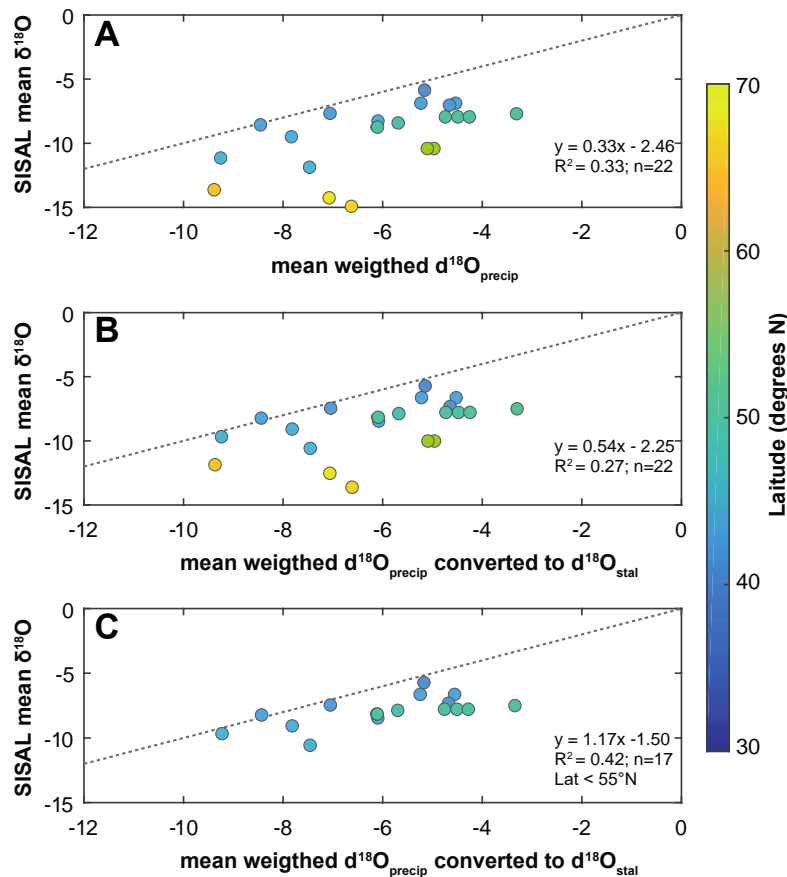 A
SISAL mean δ18O
0
-5
-10
-15
y = 0.33x - 2.46
R2 = 0.33; n=22
-12 -10 -8 -6 -4 -2 0
mean weigthed d18Oprecip
B
SISAL mean δ18O
0
-5
-10
-15
y = 0.54x - 2.25
R2 = 0.27; n=22
-12 -10 -8 -6 -4 -2 0
mean weigthed d18Oprecip converted to d18Ostal
C
SISAL mean δ18O
0
-5
-10
-15
y = 1.17x -1.50
R2 = 0.42; n=17
Lat < 55°N
-12 -10 -8 -6 -4 -2 0
mean weigthed d18Oprecip converted to d18Ostal
70
60
50
40
30
Laitude (degrees N)